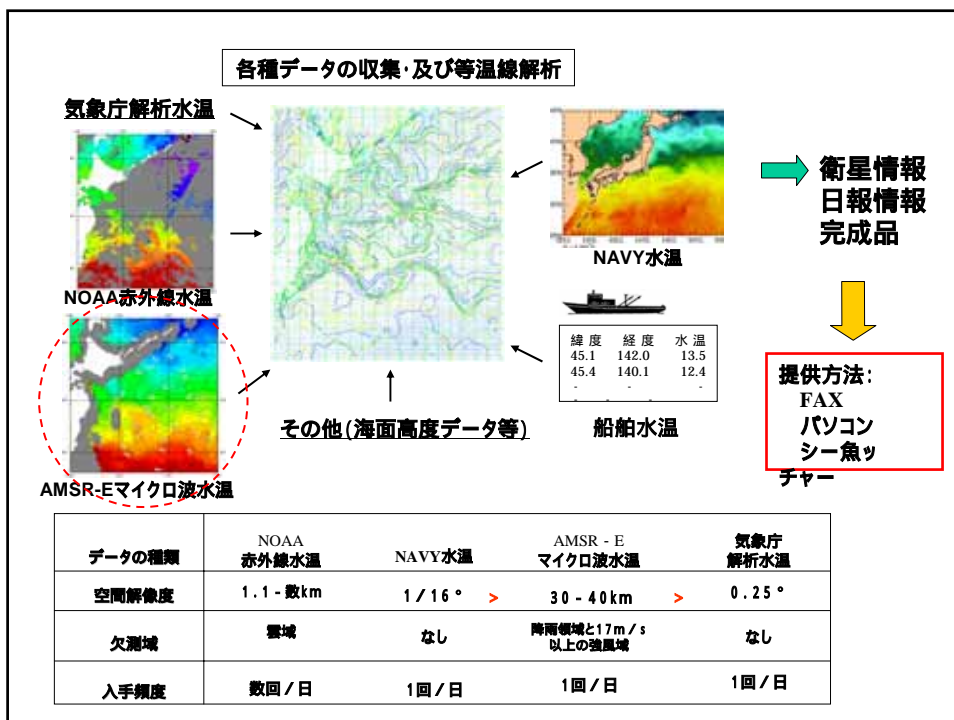 各種データの収集・及び等温線解析
気象庁解析水温
NOAA赤外線水温
AMSR-Eマイクロ波水温
その他(海面高度データ等)
NAVY水温
緯度 経度 水温
45.1 142.0 13.5
45.4 140.1 12.4
- - -
船舶水温
衛星情報
日報情報
完成品
提供方法:
FAX
パソコン
シー魚ッ
チャー
データの種類 NOAA 赤外線水温 NAVY水温 AMSR - E マイクロ波水温 気象庁 解析水温
空間解像度 1.1-数km 1/16° > 30-40km > 0.25°
欠測域 雲域 なし 降雨領域と17m/s 以上の強風域 なし
入手頻度 数回/日 1回/日 1回/日 1回/日